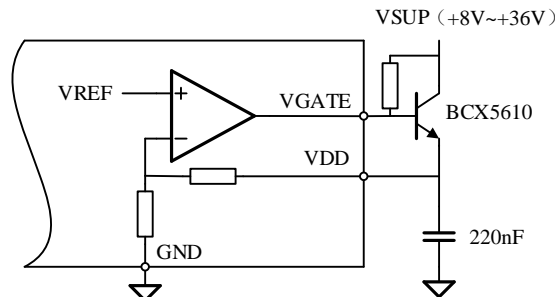 VSUP（+8V~+36V）
VREF
VGATE
BCX5610
VDD
GND
220nF